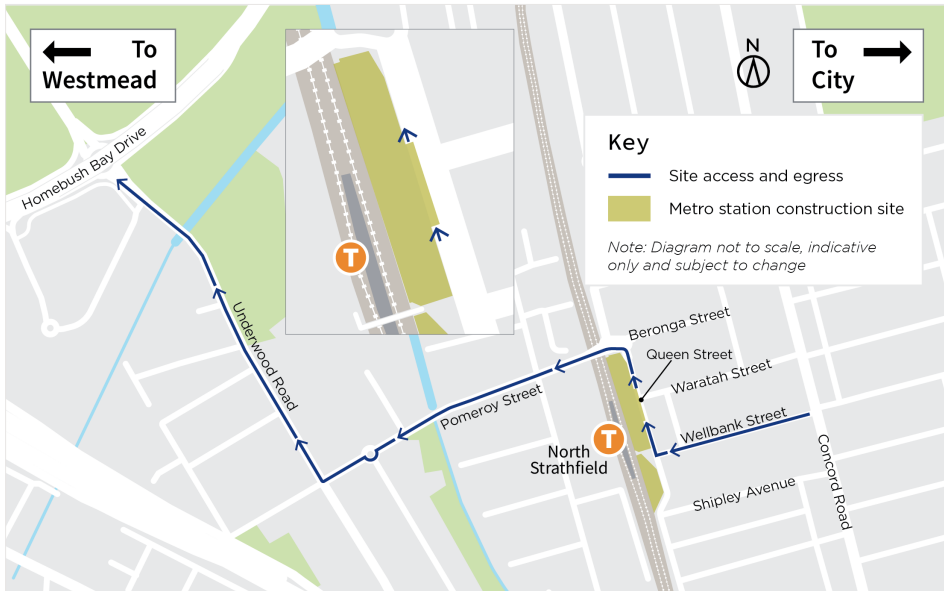 To
Westmead
N
To
City
Key
Site access and egress
Metro station construction site
Note: Diagram not to scale, indicative
only and subject to change
Homebush Bay Drive
T
Underwood Road
Beronga Street
Queen Street
Waratah Street
Pomeroy Street
Wellbank Street
T
North
Strathfield
Concord Road
Shipley Avenue